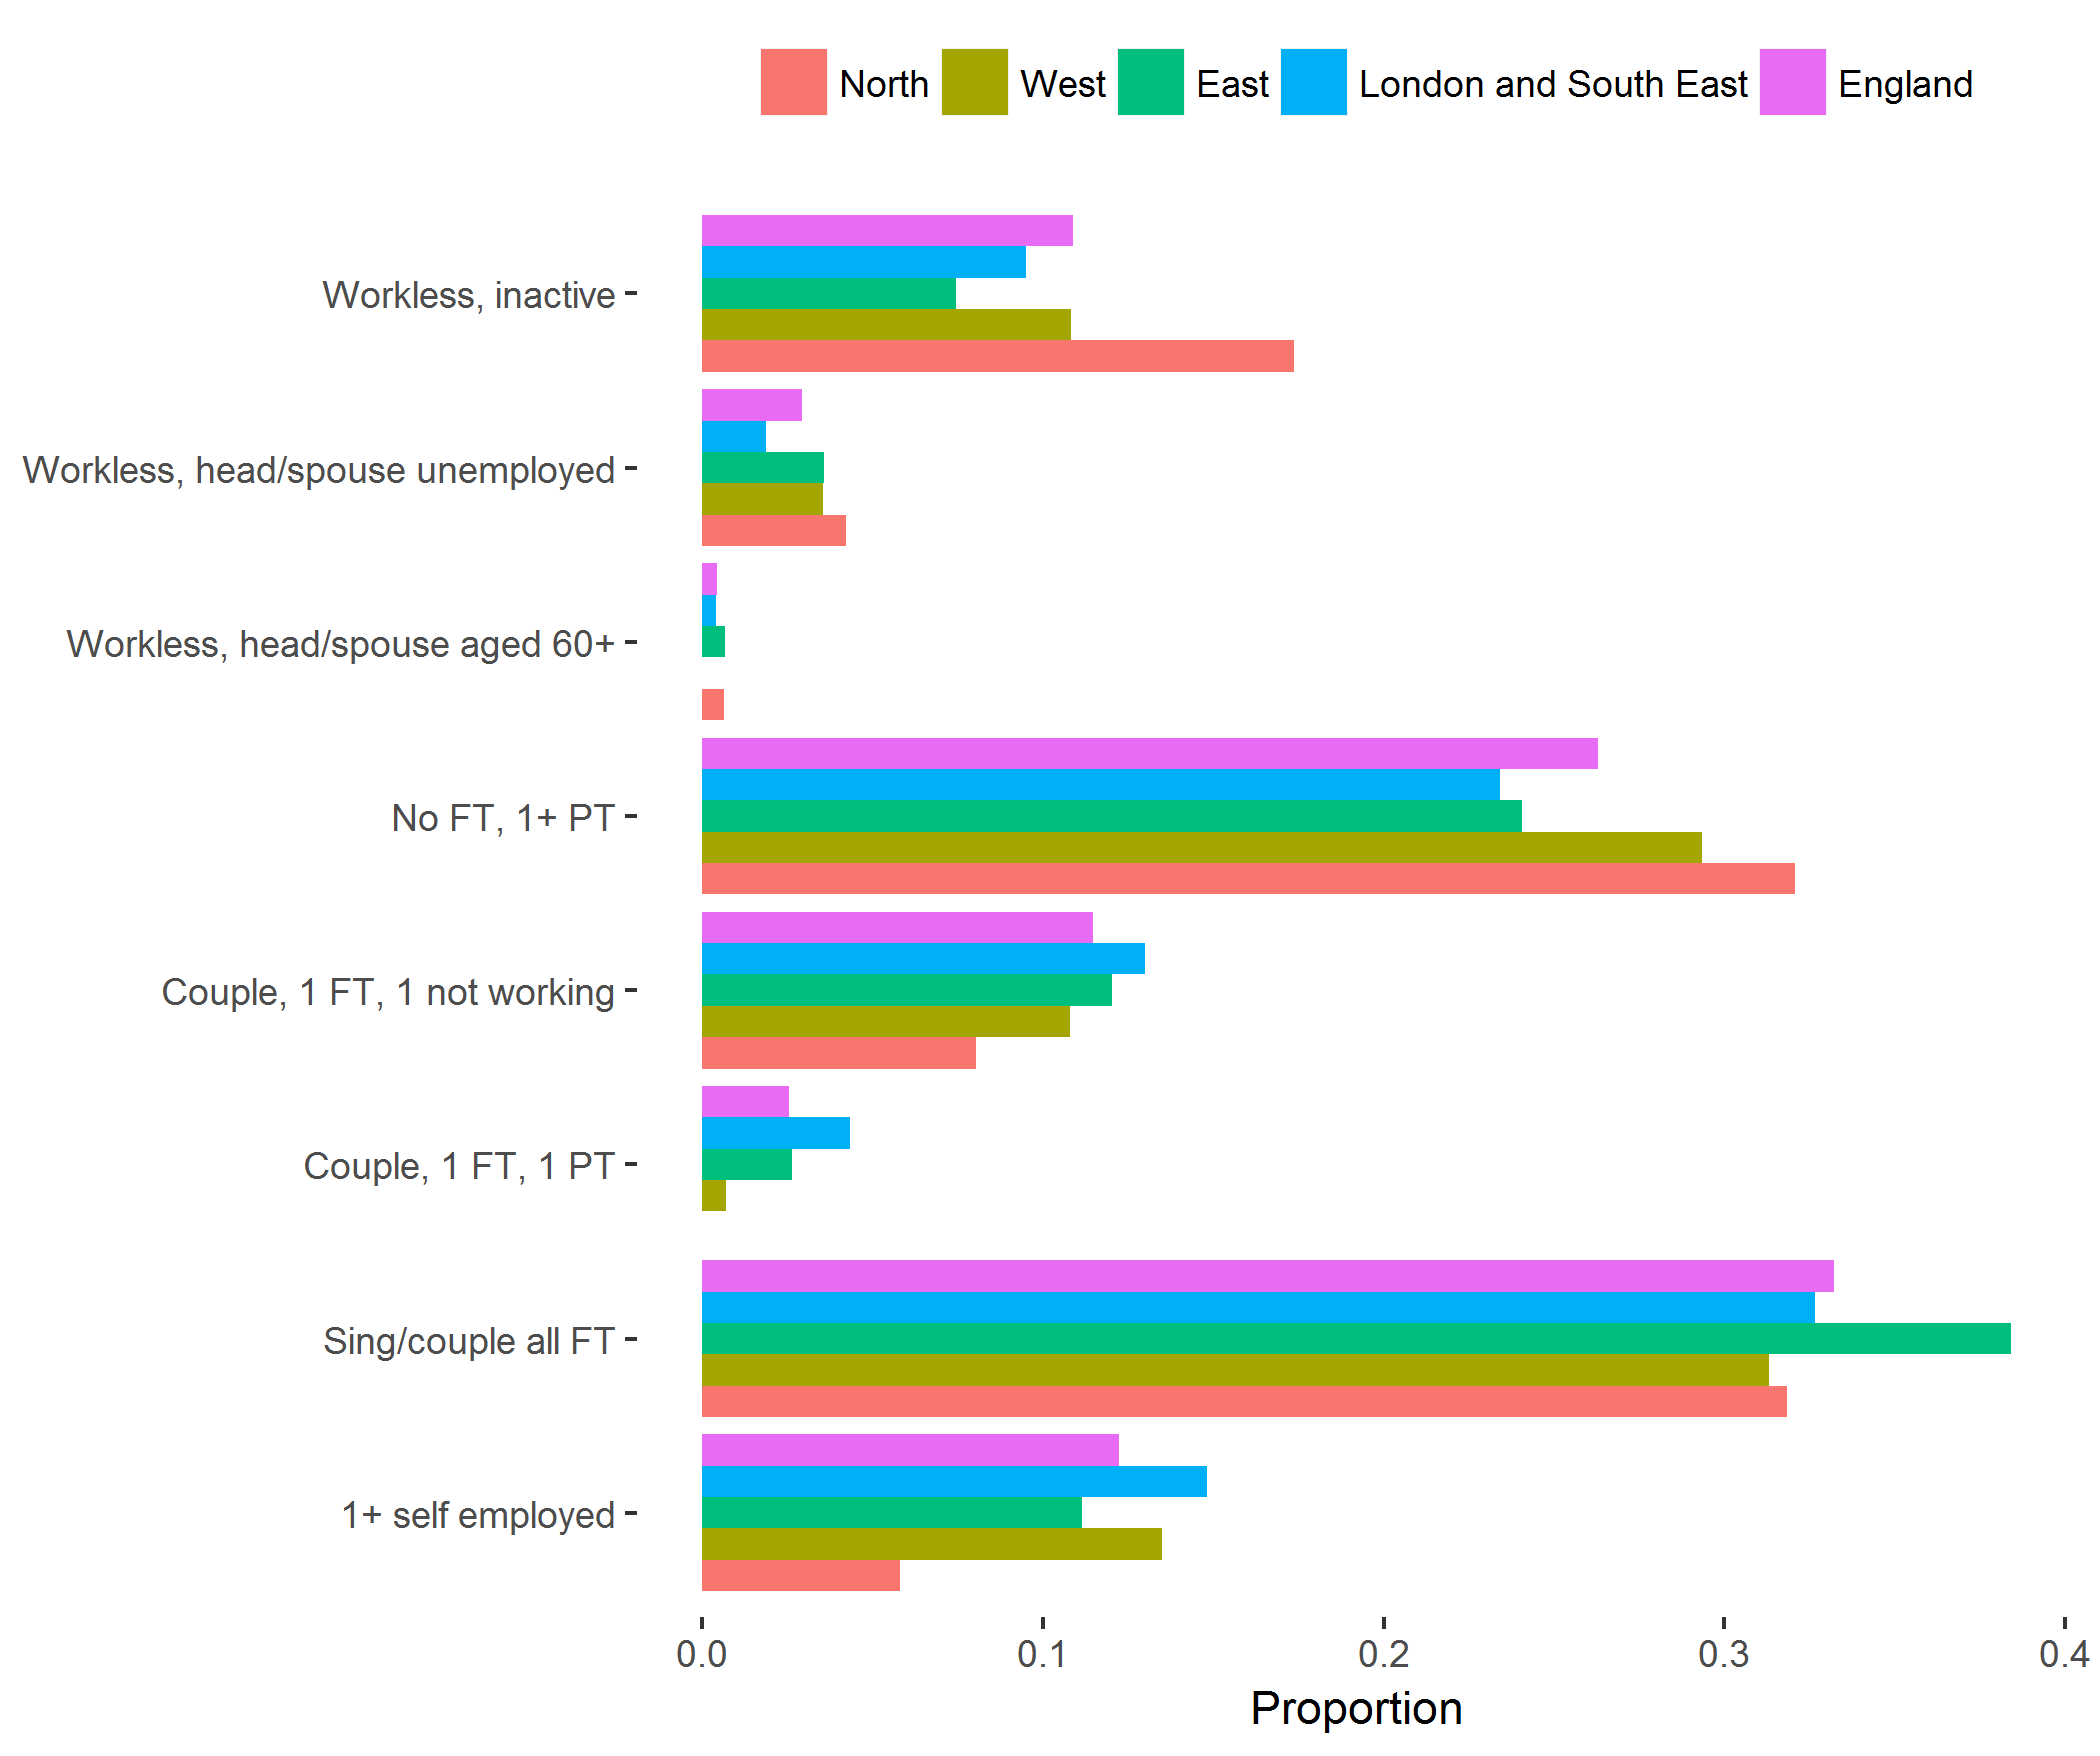 North West East London and South East England
Workless, inactive
Workless, head/spouse unemployed
Workless, head/spouse aged 60+
No FT, 1+ PT
Couple, 1 FT, 1 not working
Couple, 1 FT, 1 PT
Sing/couple all FT
1+ self employed
0.0 0.1 0.2 0.3 0.4
Proportion